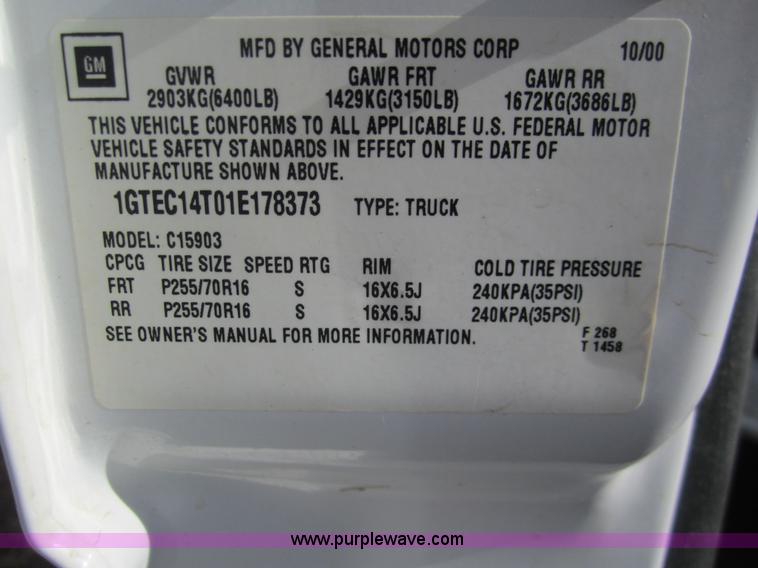 GM
MFD BY GENERAL MOTORS CORP 10/00
GVWR GAWR FRT GAWR RR
2903KG(6400LB) 1429KG(3150LB) 1672KG(3686LB)
THIS VEHICLE CONFORMS TO ALL APPLICABLE U.S. FEDERAL MOTOR
VEHICLE SAFETY STANDARDS IN EFFECT ON THE DATE OF
MANUFACTURE SHOWN ABOVE.
1GTEC14T01E178373 TYPE: TRUCK
MODEL: C15903
CPCG TIRE SIZE SPEED RTG RIM COLD TIRE PRESSURE
FRT P255/70R16 S 16X6.5J 240KPA(35PSI)
RR P255/70R16 S 16X6.5J 240KPA(35PSI)
SEE OWNER'S MANUAL FOR MORE INFORMATION. F 268
T 1458
www.purplewave.com